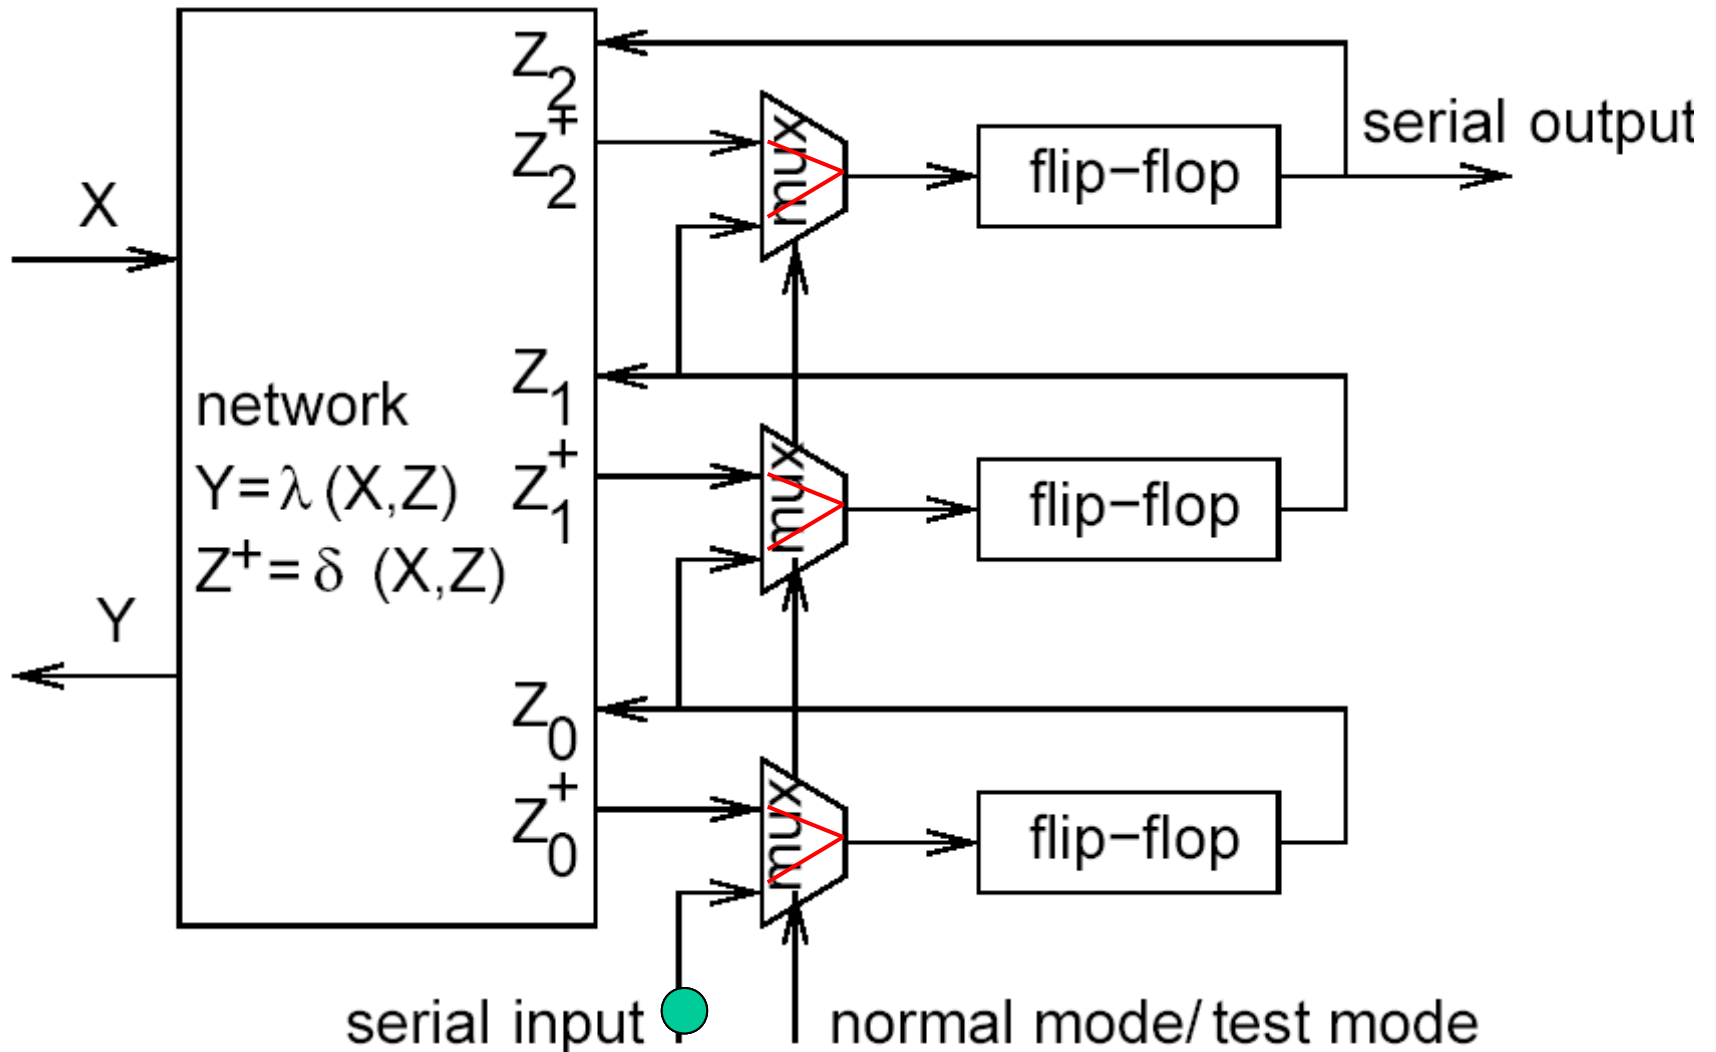 Z2
Z2+
mux
flip−flop
serial output
X
Z1
network
Y=λ(X,Z)
Z1+
mux
flip−flop
Z+=δ (X,Z)
Y
Z0
Z0+
mux
flip−flop
serial input
normal mode/test mode